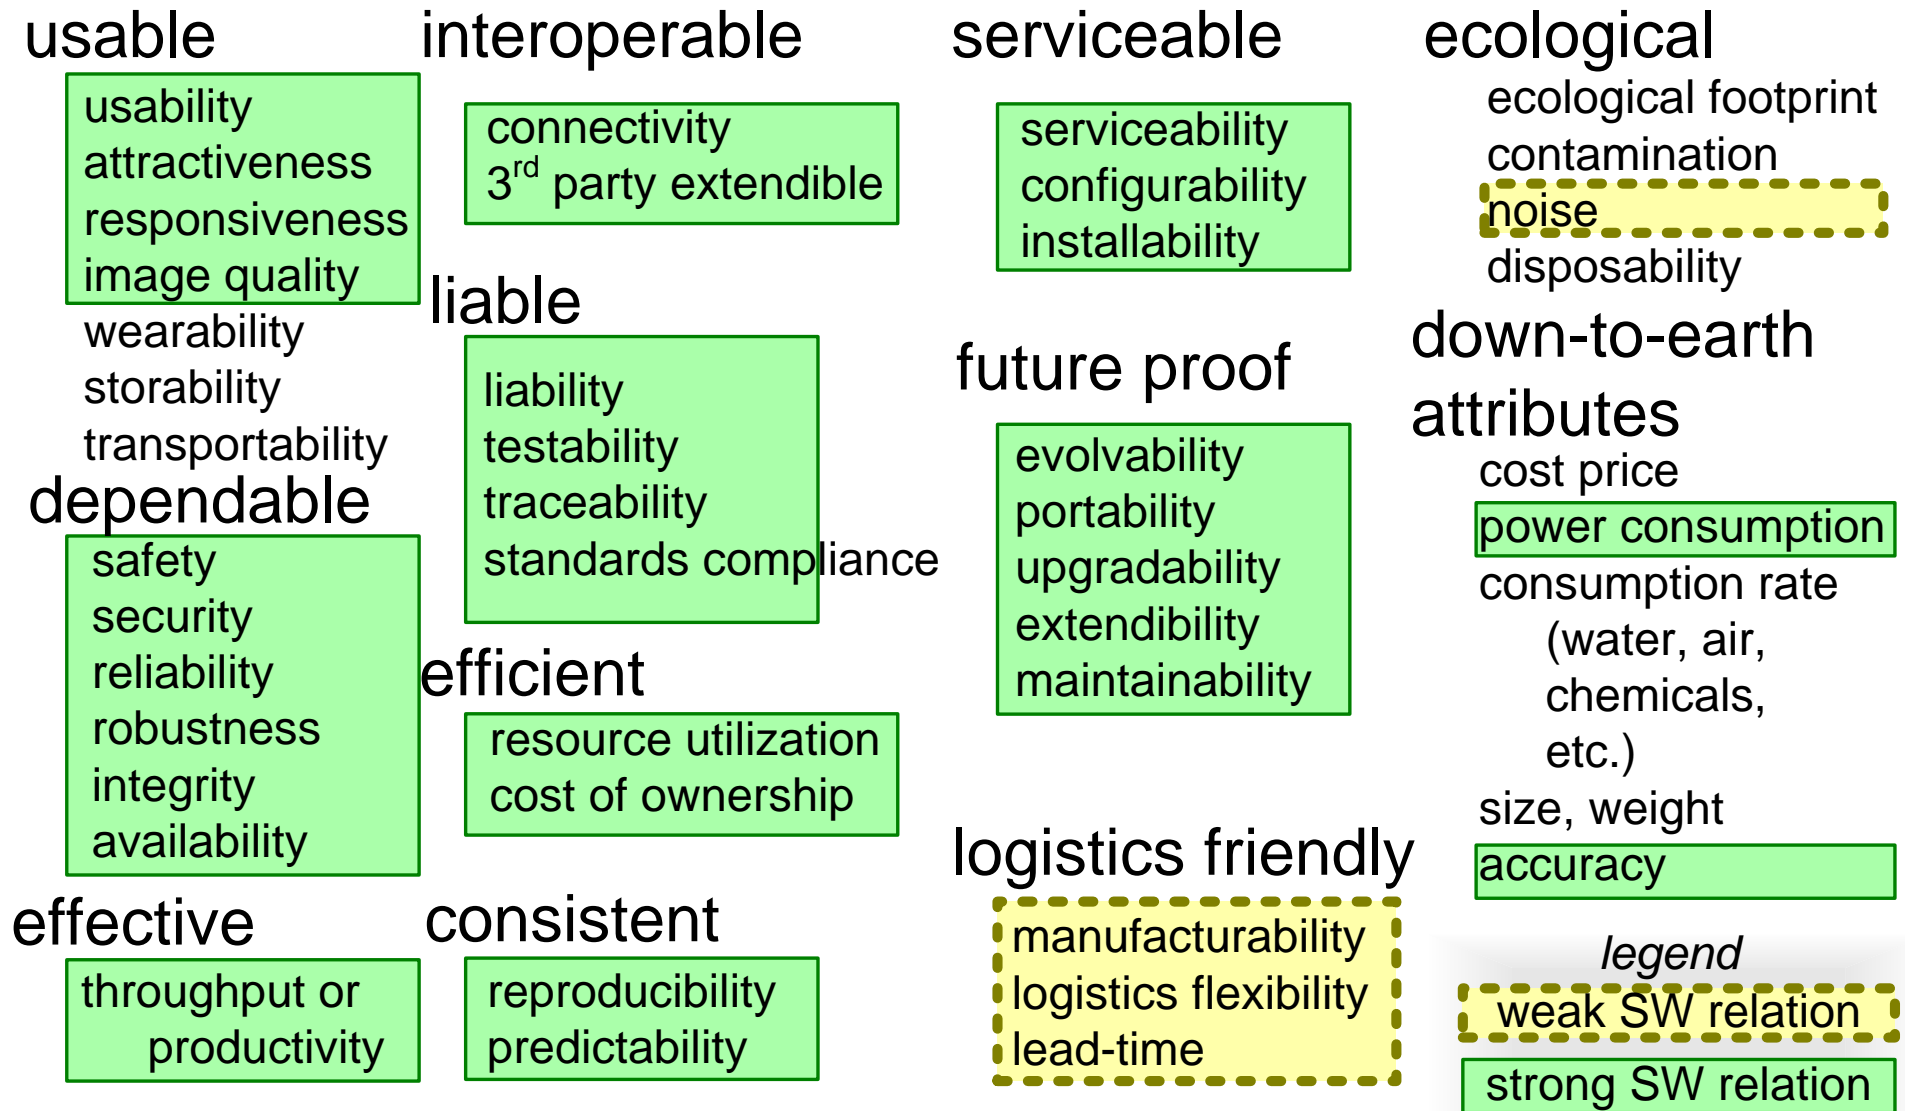 usable
usability
attractiveness
responsiveness
image quality
wearability
storability
transportability
dependable
safety
security
reliability
robustness
integrity
availability
effective
throughput or
productivity
interoperable
connectivity
3rd party extendible
liable
liability
testability
traceability
standards compliance
efficient
resource utilization
cost of ownership
consistent
reproducibility
predictability
serviceable
serviceability
configurability
installability
future proof
evolvability
portability
upgradability
extendibility
maintainability
logistics friendly
manufacturability
logistics flexibility
lead-time
ecological
ecological footprint
contamination
noise
disposability
down-to-earth
attributes
cost price
power consumption
consumption rate
(water, air,
chemicals,
etc.)
size, weight
accuracy
legend
weak SW relation
strong SW relation